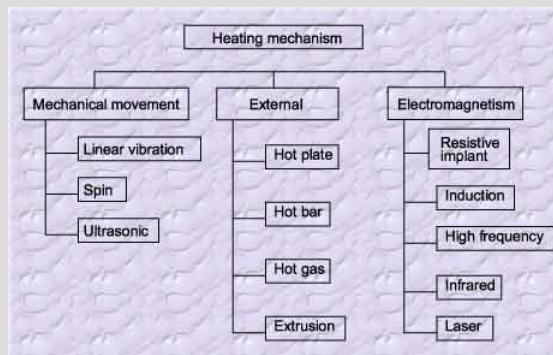 Heating mechanism
Mechanical movement
Linear vibration
Spin
Ultrasonic
External
Hot plate
Hot bar
Hot gas
Extrusion
Electromagnetism
Resistive
implant
Induction
High frequency
Infrared
Laser